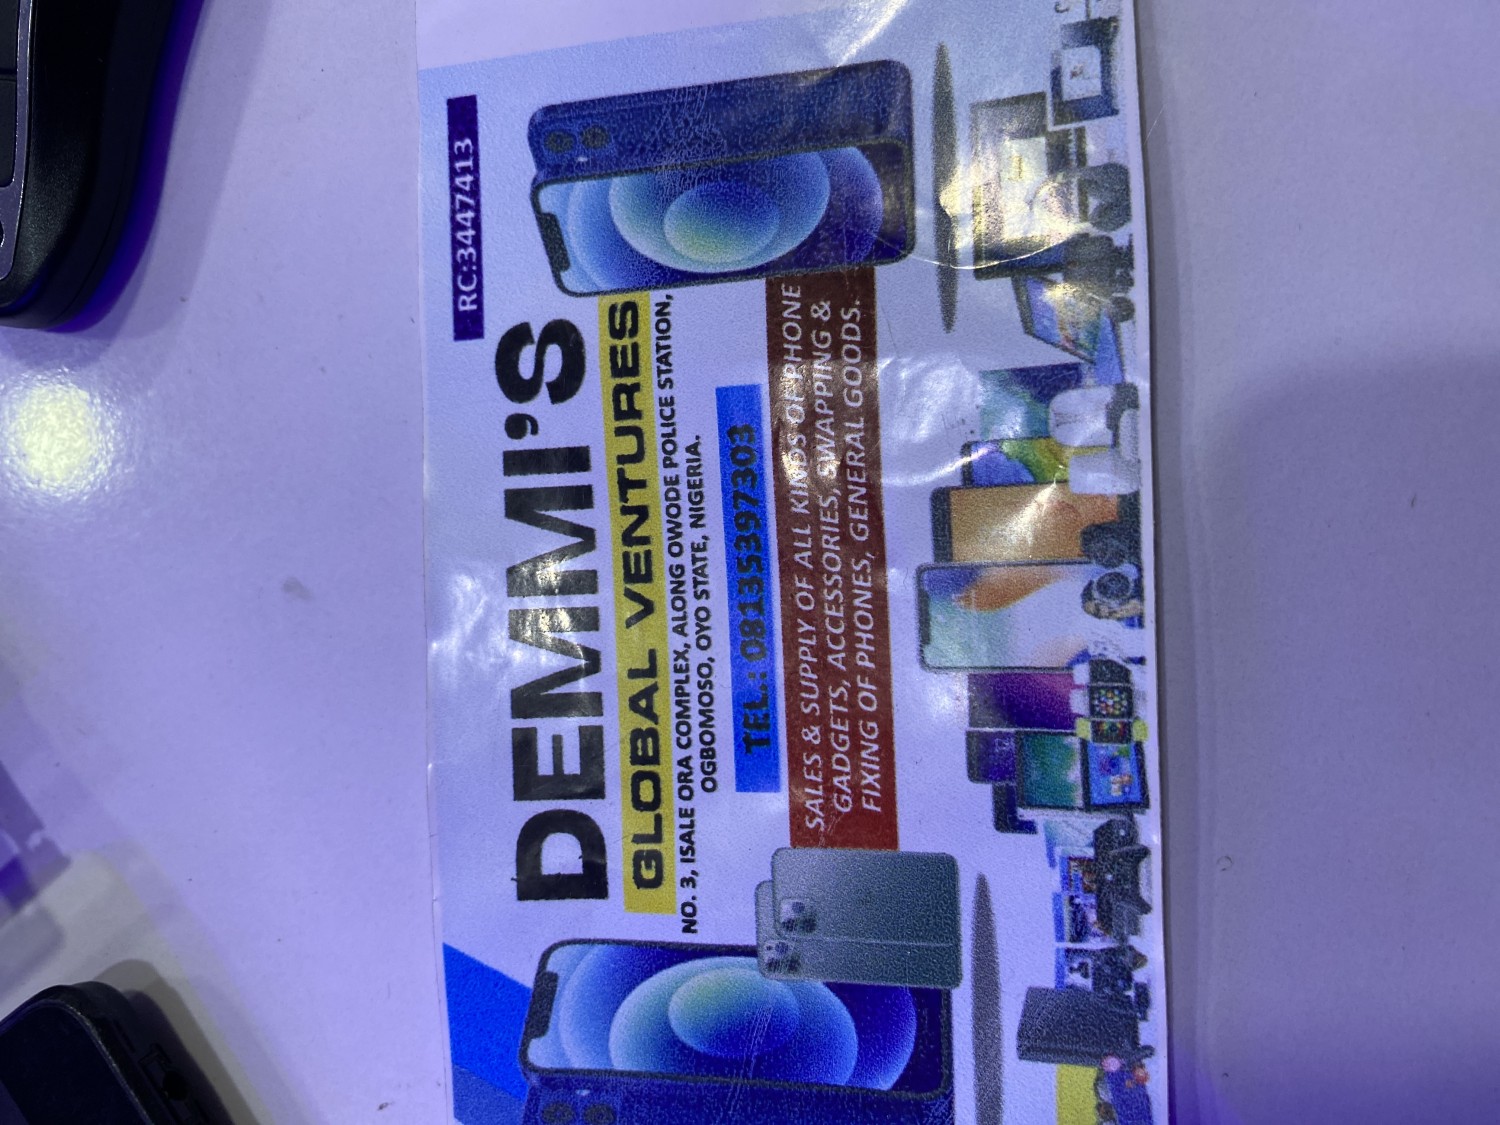 RC:3447413
DEMMI'S
GLOBAL VENTURES
NO. 3, ISALE ORA COMPLEX, ALONG OWODE POLICE STATION,
OGBOMOSO, OYO STATE, NIGERIA.
TEL.: 08135397303
SALES & SUPPLY OF ALL KINDS OF PHONE
GADGETS, ACCESSORIES, SWAPPING &
FIXING OF PHONES, GENERAL GOODS.